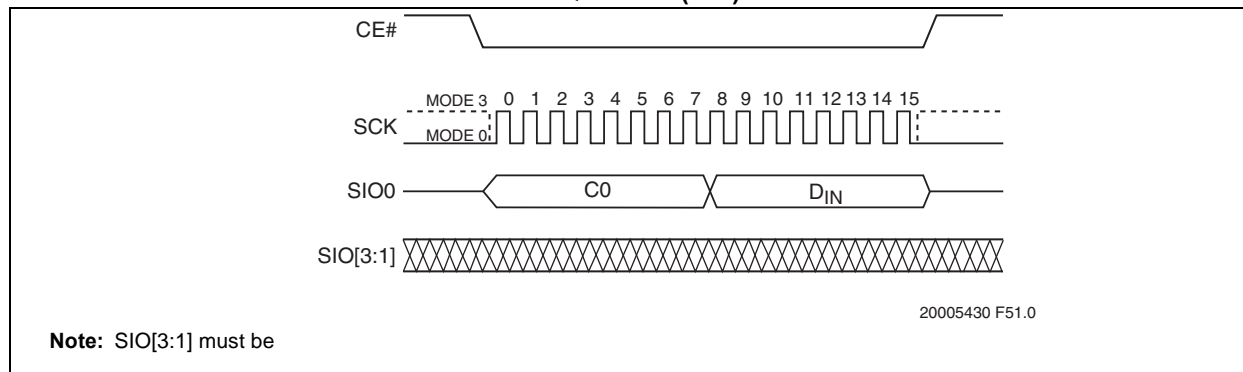 CE#
MODE 3 0 1 2 3 4 5 6 7 8 9 10 11 12 13 14 15
SCK
MODE 0
SIO0 C0 DIN
SIO[3:1]
20005430 F51.0
Note: SIO[3:1] must be